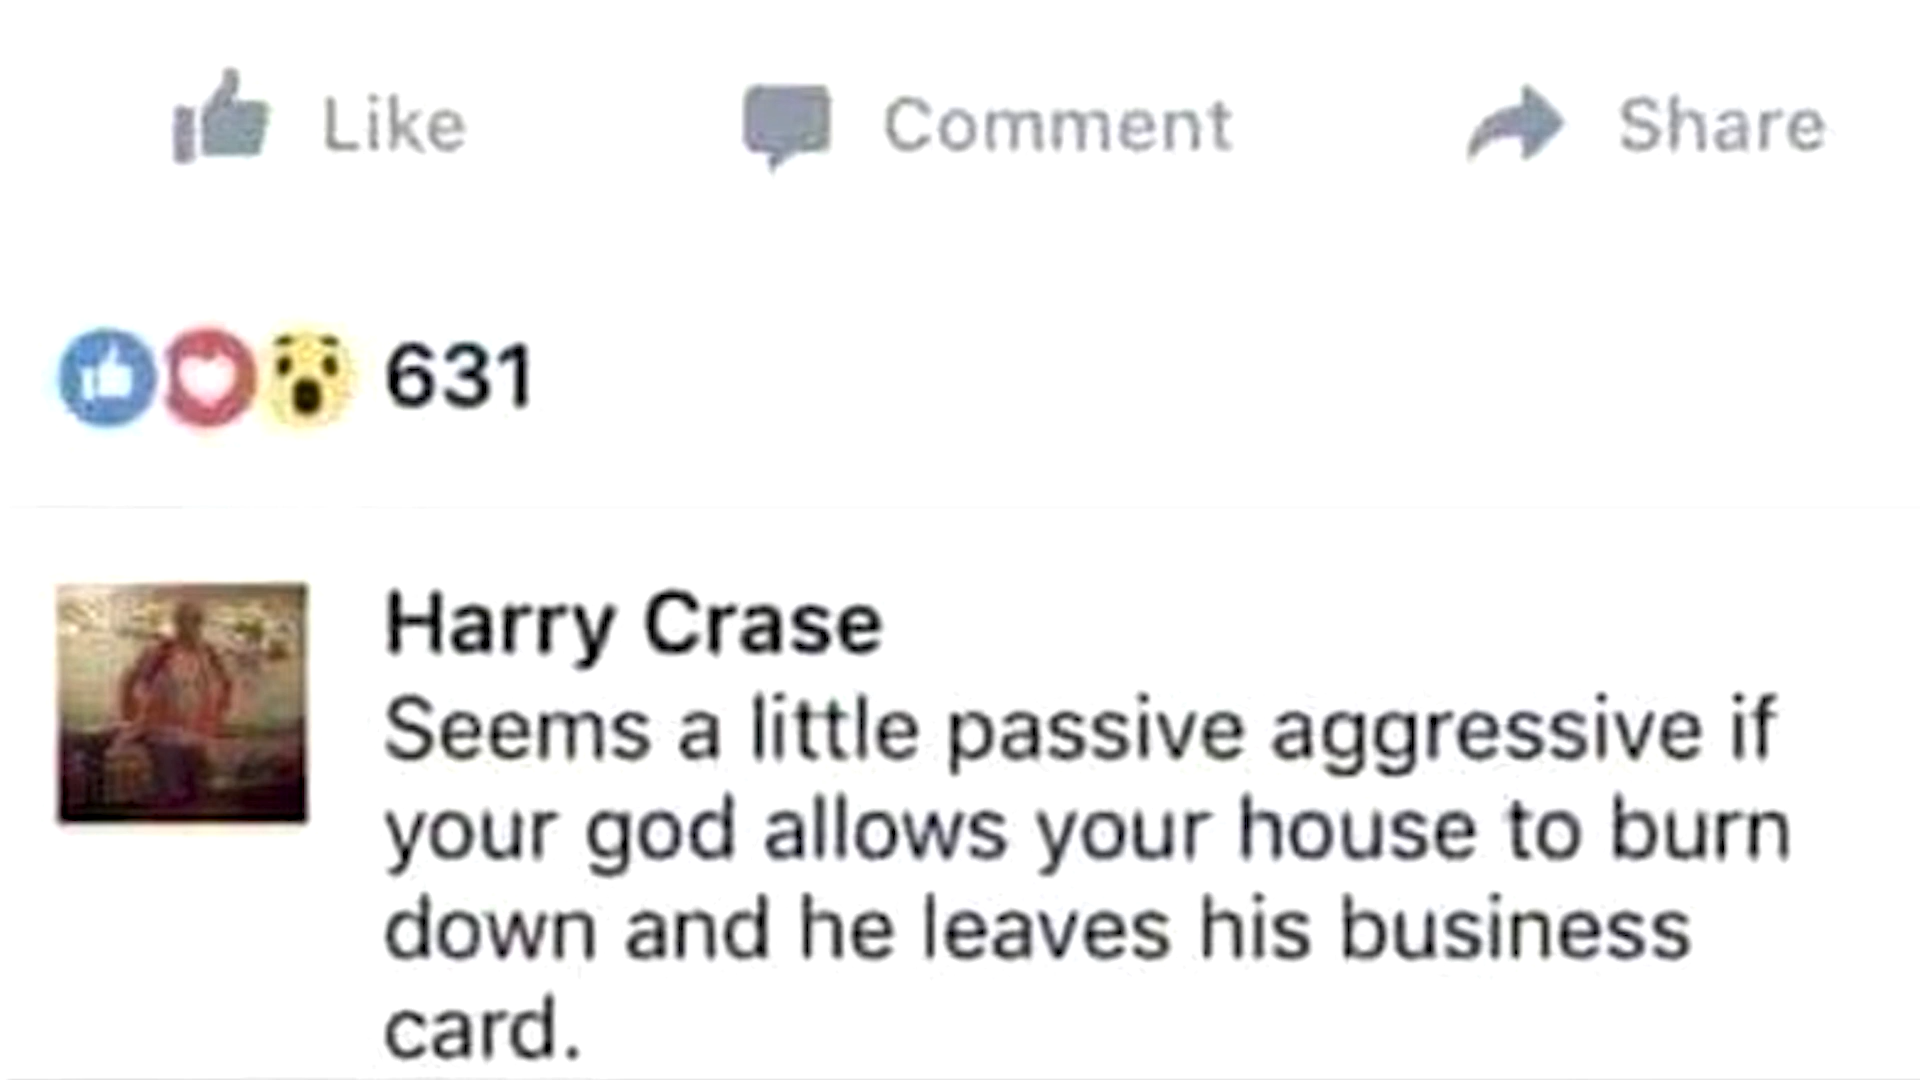 Like Comment Share
631
Harry Crase
Seems a little passive aggressive if
your god allows your house to burn
down and he leaves his business
card.